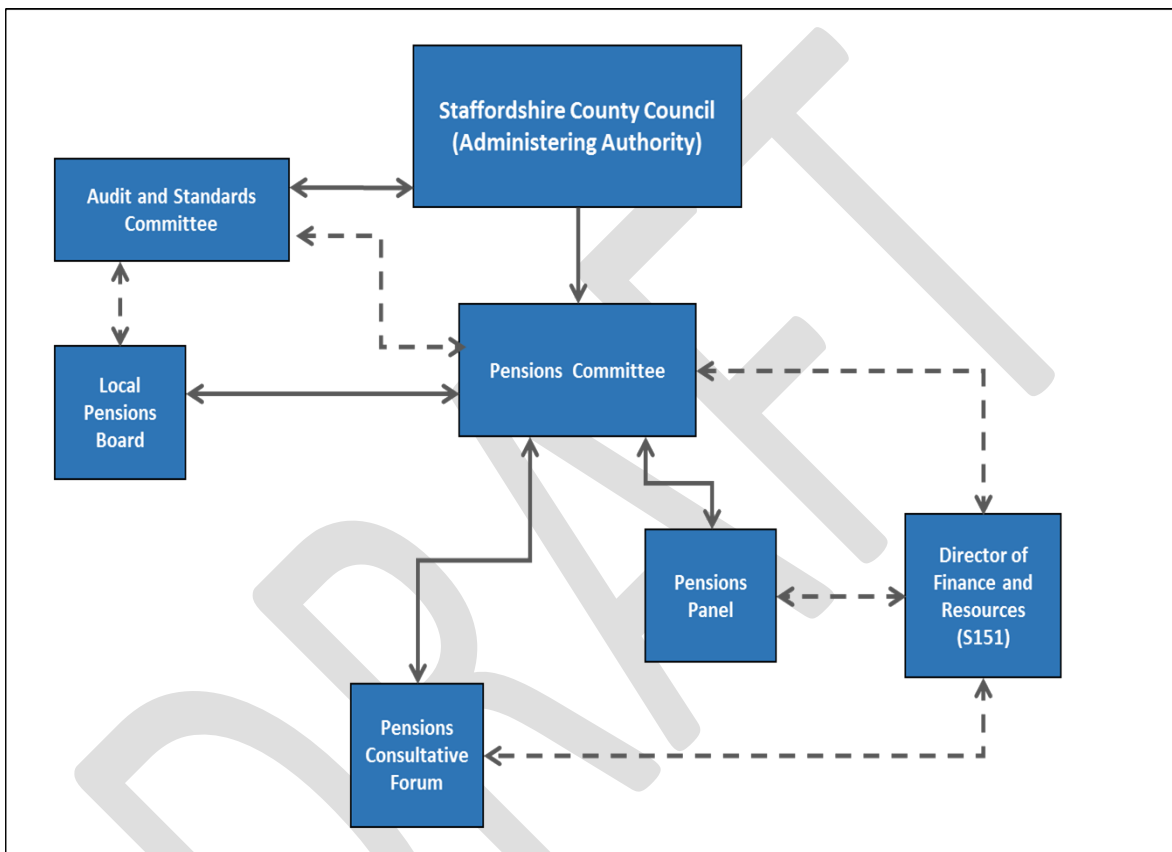 Staffordshire County Council
(Administering Authority)
Audit and Standards
Committee
Pensions Committee
Local
Pensions
Board
Pensions
Panel
Director of
Finance and
Resources
(S151)
Pensions
Consultative
Forum
DRAFT